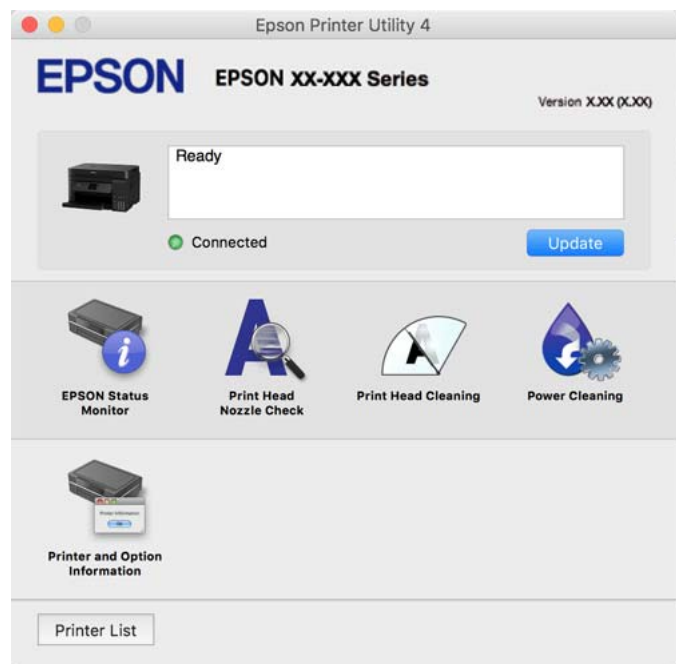 Epson Printer Utility 4
EPSON
EPSON XX-XXX Series
Version X.XX (X.XX)
Ready
Connected
Update
EPSON Status
Monitor
Print Head
Nozzle Check
Print Head Cleaning
Power Cleaning
Printer and Option
Information
Printer List